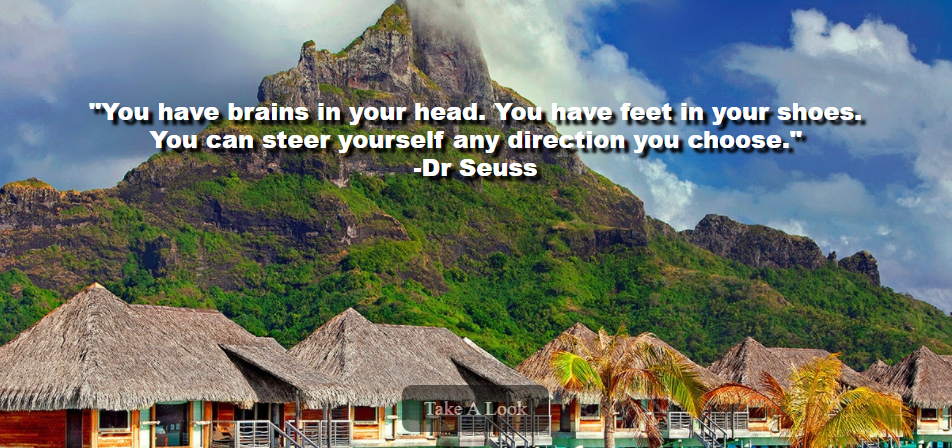 "You have brains in your head. You have feet in your shoes.
You can steer yourself any direction you choose."
-Dr Seuss
Take A Look